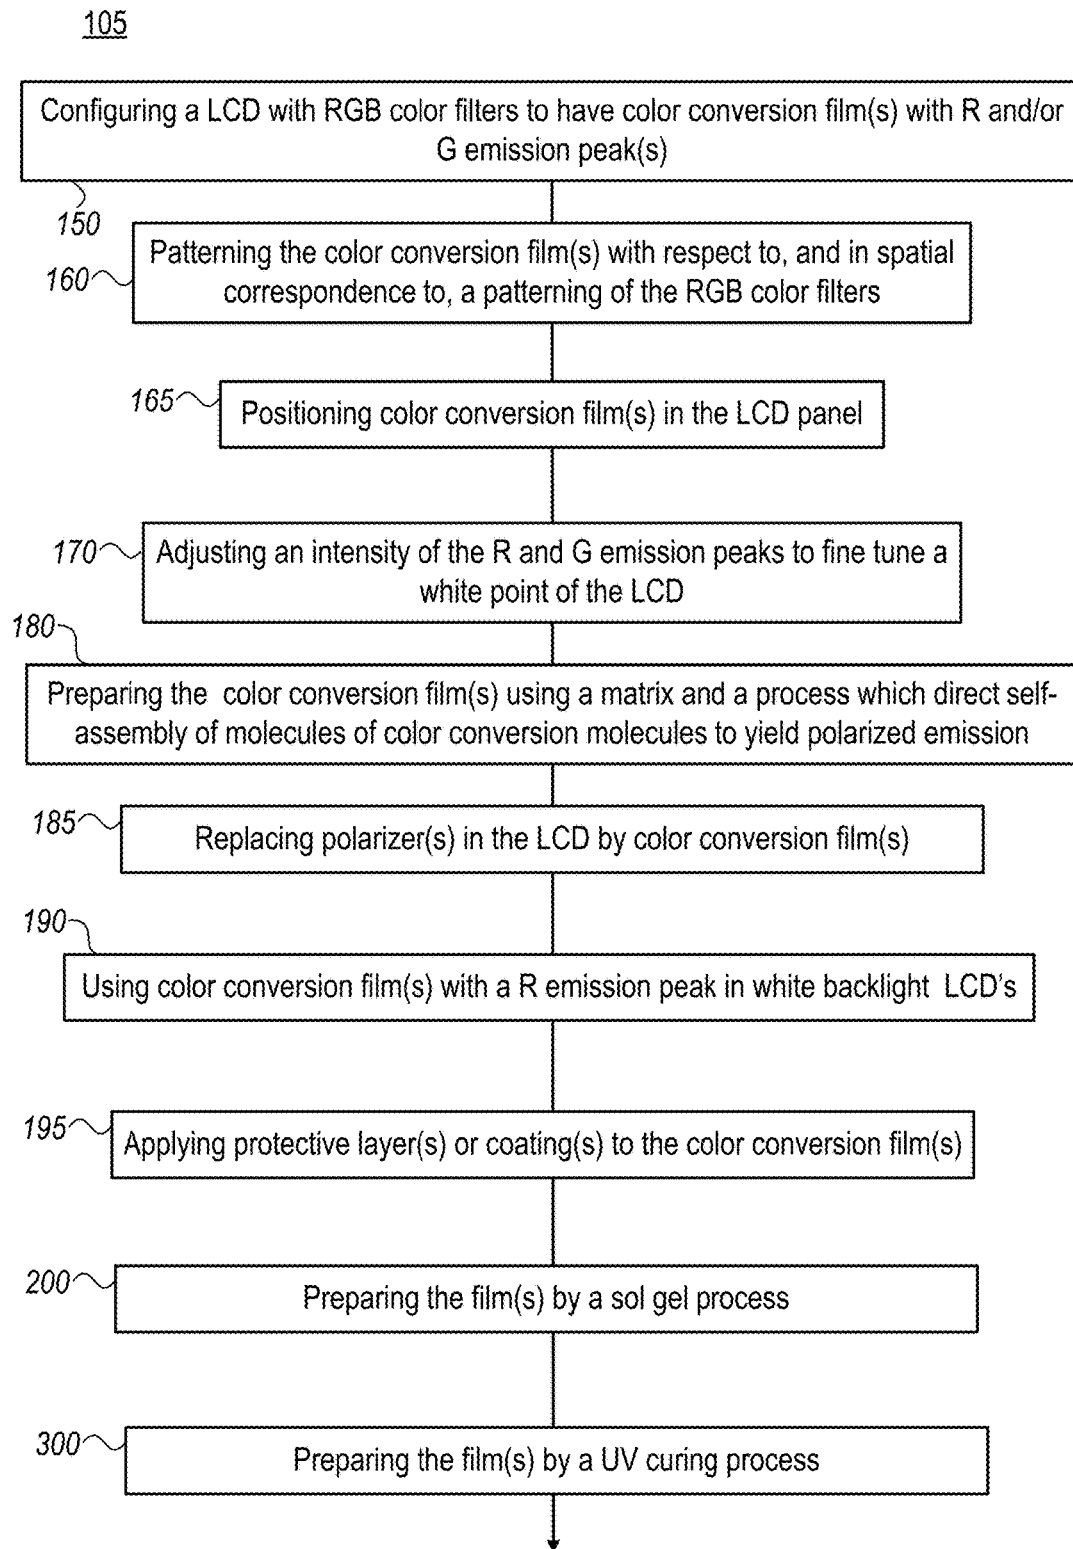 105
Configuring a LCD with RGB color filters to have color conversion film(s) with R and/or
G emission peak(s)
150
Patterning the color conversion film(s) with respect to, and in spatial
correspondence to, a patterning of the RGB color filters
160
165
Positioning color conversion film(s) in the LCD panel
170
Adjusting an intensity of the R and G emission peaks to fine tune a
white point of the LCD
180
Preparing the color conversion film(s) using a matrix and a process which direct self-
assembly of molecules of color conversion molecules to yield polarized emission
185
Replacing polarizer(s) in the LCD by color conversion film(s)
190
Using color conversion film(s) with a R emission peak in white backlight LCD's
195
Applying protective layer(s) or coating(s) to the color conversion film(s)
200
Preparing the film(s) by a sol gel process
300
Preparing the film(s) by a UV curing process